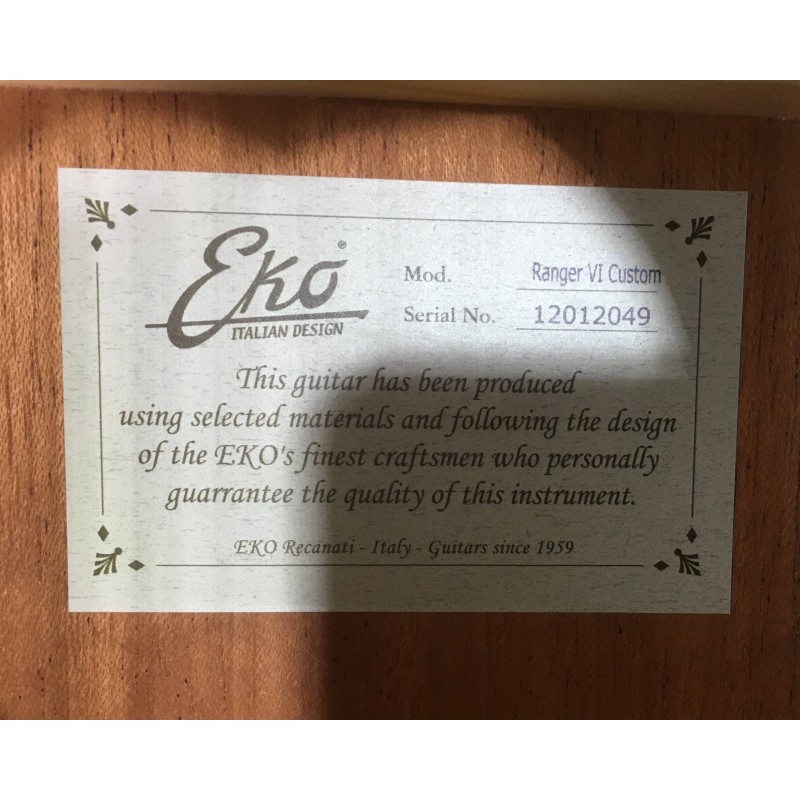 Eko®
ITALIAN DESIGN
Mod. Ranger VI Custom
Serial No. 12012049
This guitar has been produced
using selected materials and following the design
of the EKO's finest craftsmen who personally
guarrantee the quality of this instrument.
EKO Recanati - Italy - Guitars since 1959